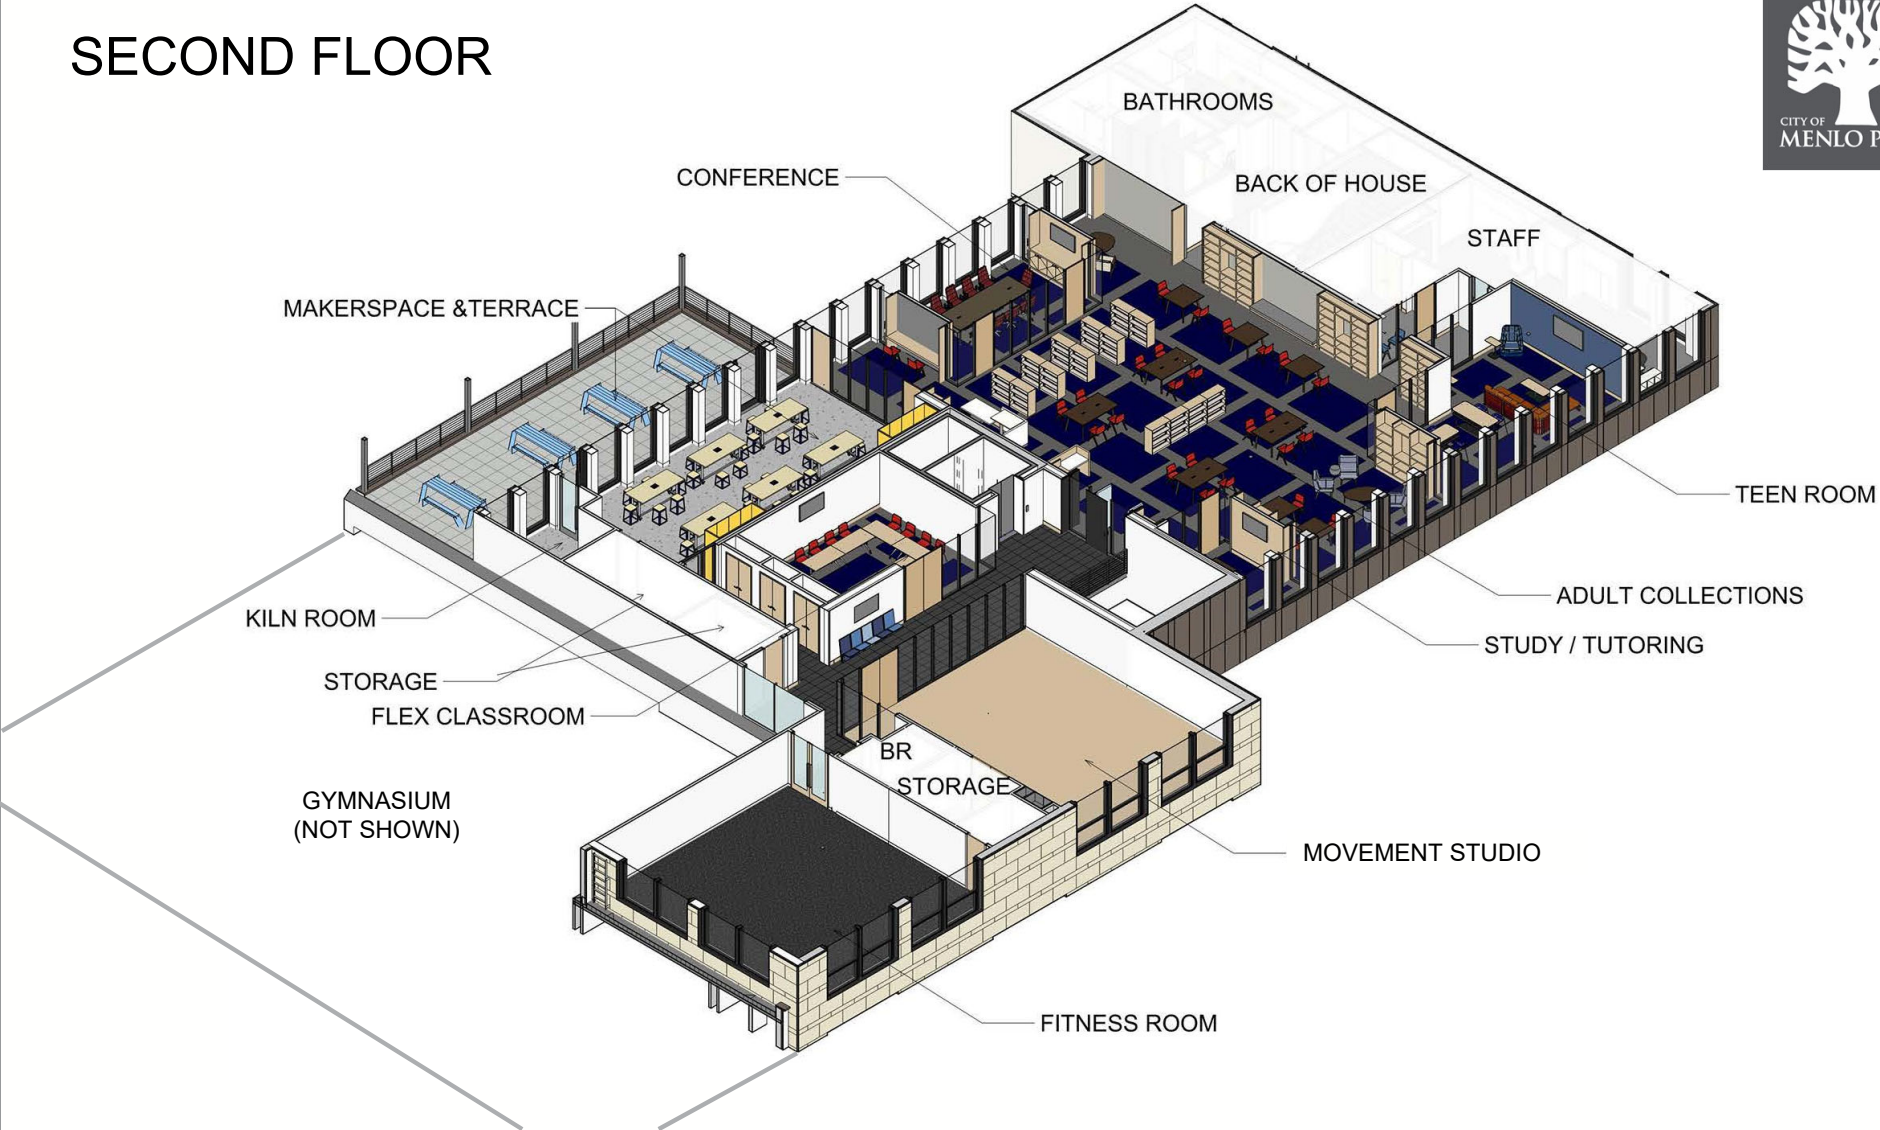 SECOND FLOOR
CITY OF
MENLO P
BATHROOMS
CONFERENCE
BACK OF HOUSE
STAFF
MAKERSPACE &TERRACE
TEEN ROOM
ADULT COLLECTIONS
KILN ROOM
STUDY / TUTORING
STORAGE
FLEX CLASSROOM
BR
STORAGE
GYMNASIUM
(NOT SHOWN)
MOVEMENT STUDIO
FITNESS ROOM